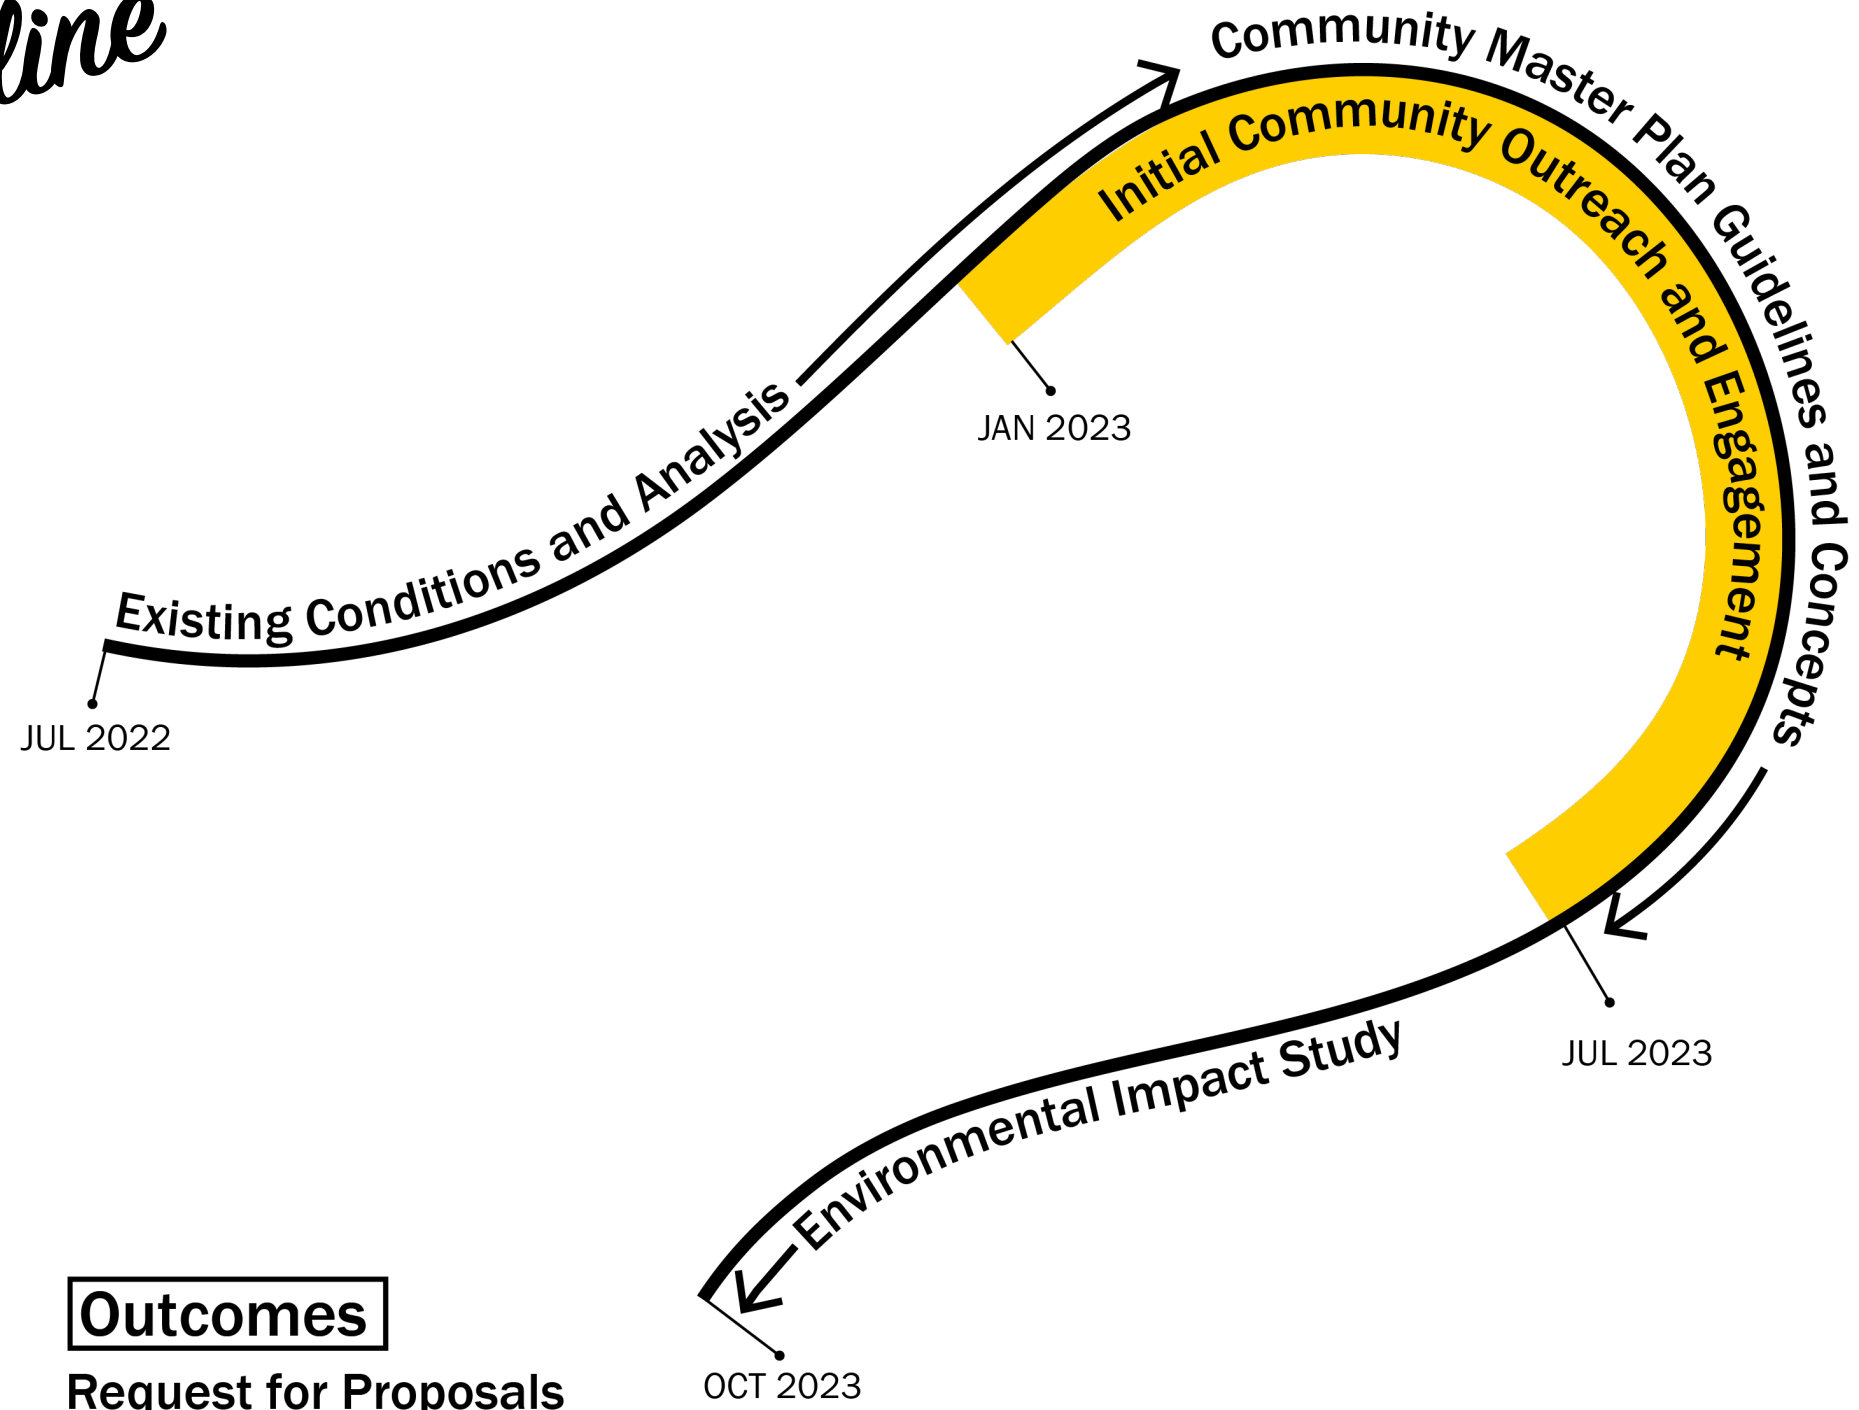 line
Community Master Plan Guidelines and Concepts
Initial Community Outreach and Engagement
JAN 2023
Existing Conditions and Analysis
JUL 2022
JUL 2023
Environmental Impact Study
Outcomes
Request for Proposals
OCT 2023